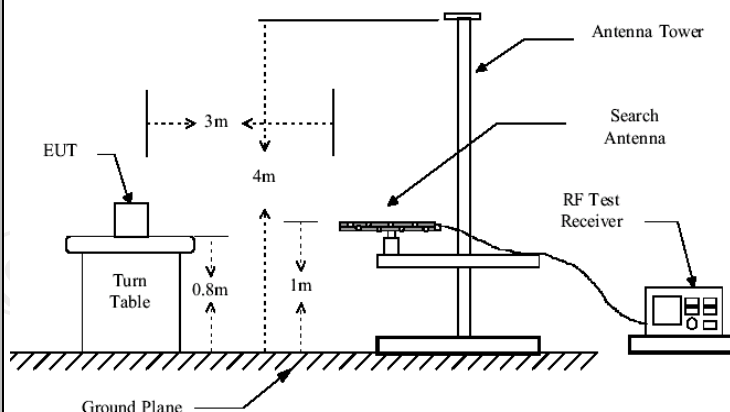 Antenna Tower
3m
Search
Antenna
EUT
4m
RF Test
Receiver
Turn
Table
0.8m
1m
Ground Plane